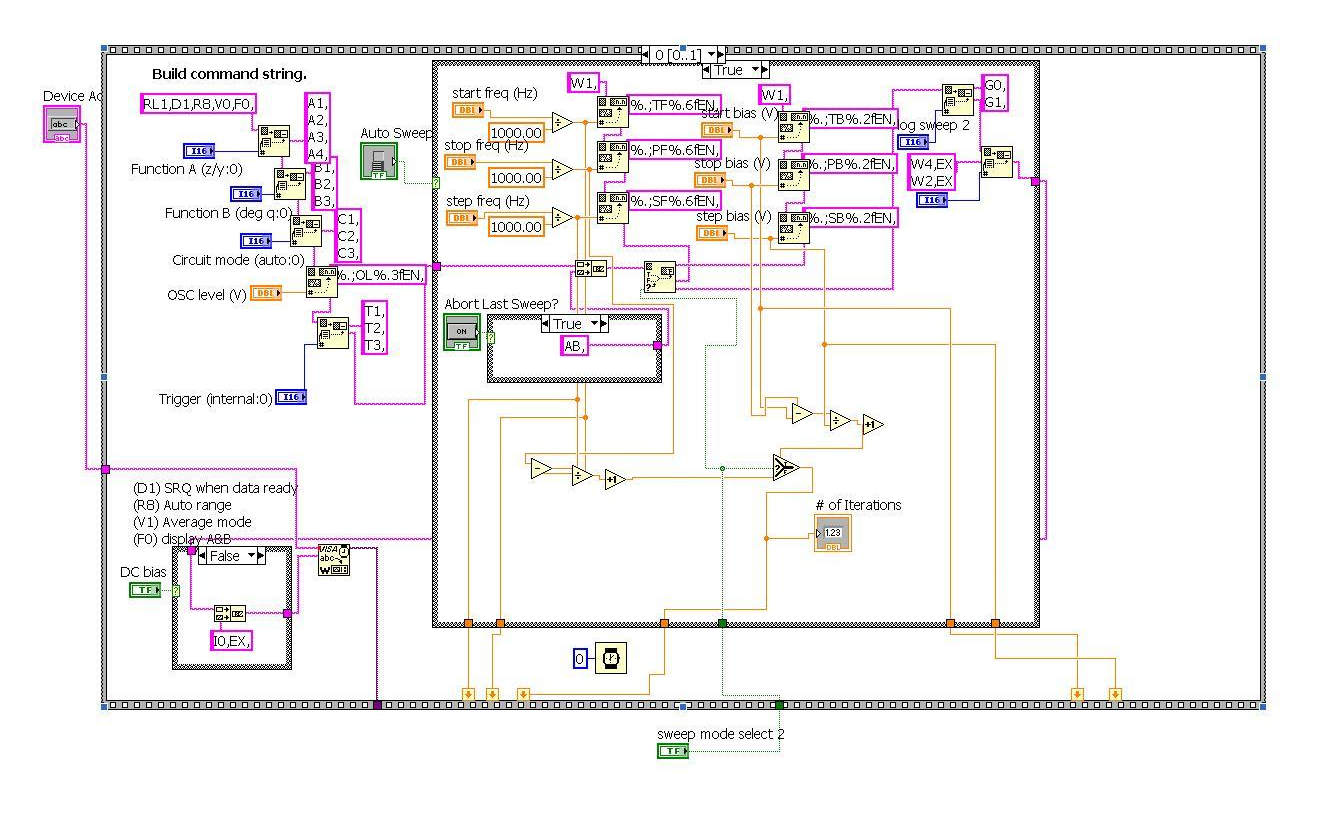 0 [0..1]
Build command string.
True
Device Ac
abc
abc
RL1,D1,R8,V0,F0,
A1,
A2,
A3,
A4,
I16
Function A (z/y:0)
B1,
B2,
B3,
I16
Function B (deg q:0)
C1,
C2,
C3,
I16
Circuit mode (auto:0)
%.;OL%.3fEN,
OSC level (V)
DBL
T1,
T2,
T3,
Trigger (internal:0)
I16
Auto Sweep
TF
start freq (Hz)
DBL
1000.00
stop freq (Hz)
DBL
1000.00
step freq (Hz)
DBL
1000.00
W1,
%.;TF%.6fEN,
%.;PF%.6fEN,
%.;SF%.6fEN,
W1,
start bias (V)
DBL
%.;TB%.2fEN,
stop bias (V)
DBL
%.;PB%.2fEN,
step bias (V)
DBL
%.;SB%.2fEN,
G0,
G1,
log sweep 2
I16
W4,EX
W2,EX
I16
Abort Last Sweep?
ON
TF
True
AB,
+1
+1
# of Iterations
1.23
DBL
(D1) SRQ when data ready
(R8) Auto range
(V1) Average mode
(F0) display A&B
False
VISA
abc
W
DC bias
TF
I0,EX,
0
sweep mode select 2
TF